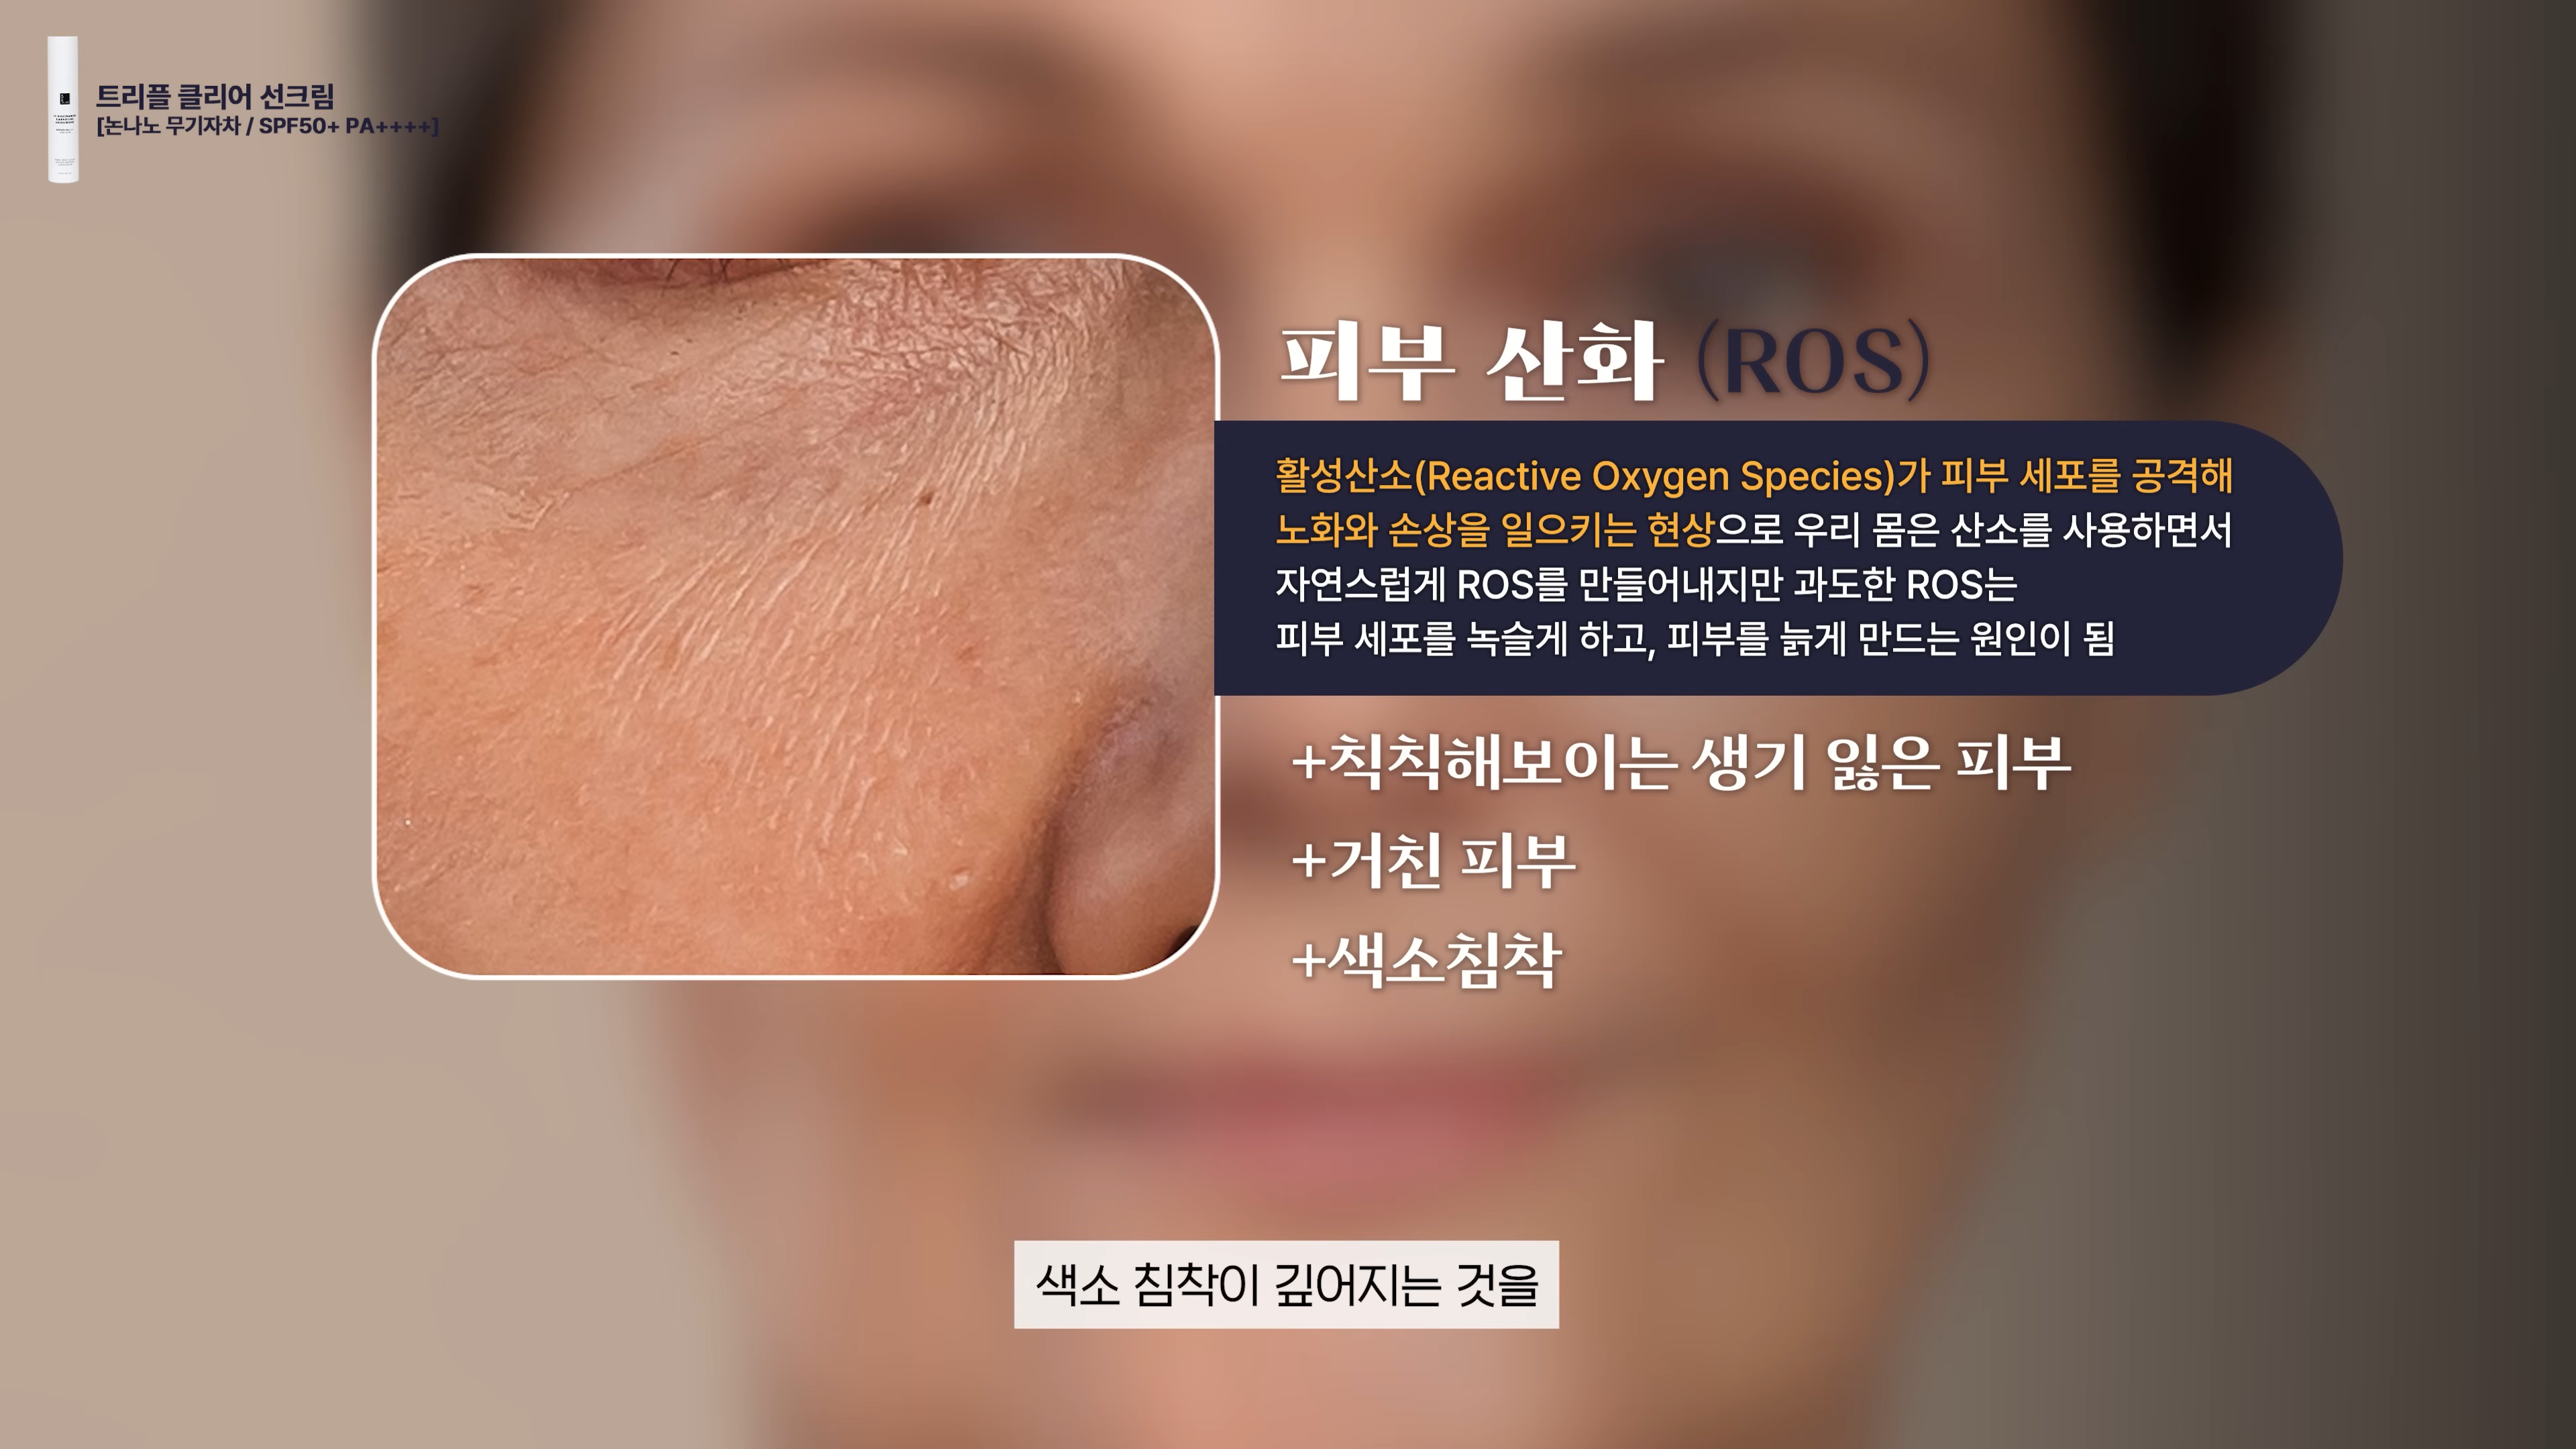 트리플 클리어 선크림
[논나노 무기자차 / SPF50+ PA++++]
피부 산화 (ROS)
활성산소(Reactive Oxygen Species)가 피부 세포를 공격해
노화와 손상을 일으키는 현상으로 우리 몸은 산소를 사용하면서
자연스럽게 ROS를 만들어내지만 과도한 ROS는
피부 세포를 녹슬게 하고, 피부를 늙게 만드는 원인이 됨
+칙칙해보이는 생기 잃은 피부
+거친 피부
+색소침착
색소 침착이 깊어지는 것을